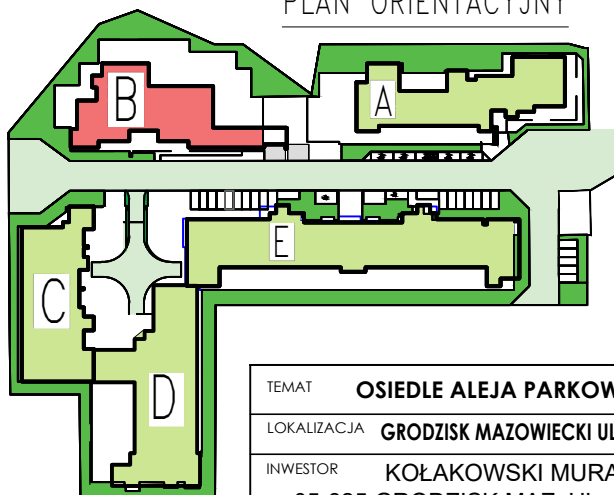 PLAN ORIENTACYJNY
B
A
E
C
D
TEMAT OSIEDLE ALEJA PARKOW
LOKALIZACJA GRODZISK MAZOWIECKI UL
INWESTOR KOŁAKOWSKI MURA